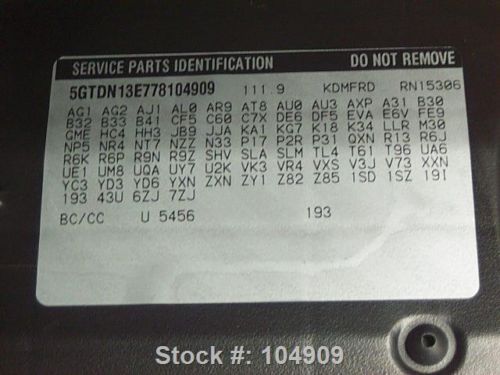 SERVICE PARTS IDENTIFICATION DO NOT REMOVE
5GTDN13E778104909 111.9 KDMFRD RN15306
AG1 AG2 AJ1 AL0 AR9 AT8 AU0 AU3 AXP A31 B30
B32 B33 B41 CF5 C60 C7X DE6 DF5 EVA E6V FE9
GME HC4 HH3 JB9 JJA KA1 KG7 K18 K34 LLR M30
NP5 NR4 NT7 NZZ N33 P17 P2R P31 QXN R13 R6J
R6K R6P R9N R9Z SHV SLA SLM TL4 T61 T96 UA6
UE1 UM8 UQA UY7 U2K VK3 VR4 VXS V3J V73 XXN
YC3 YD3 YD6 YXN ZXN ZY1 Z82 Z85 1SD 1SZ 19I
193 43U 6ZJ 7ZJ
BC/CC U 5456 193
Stock #: 104909